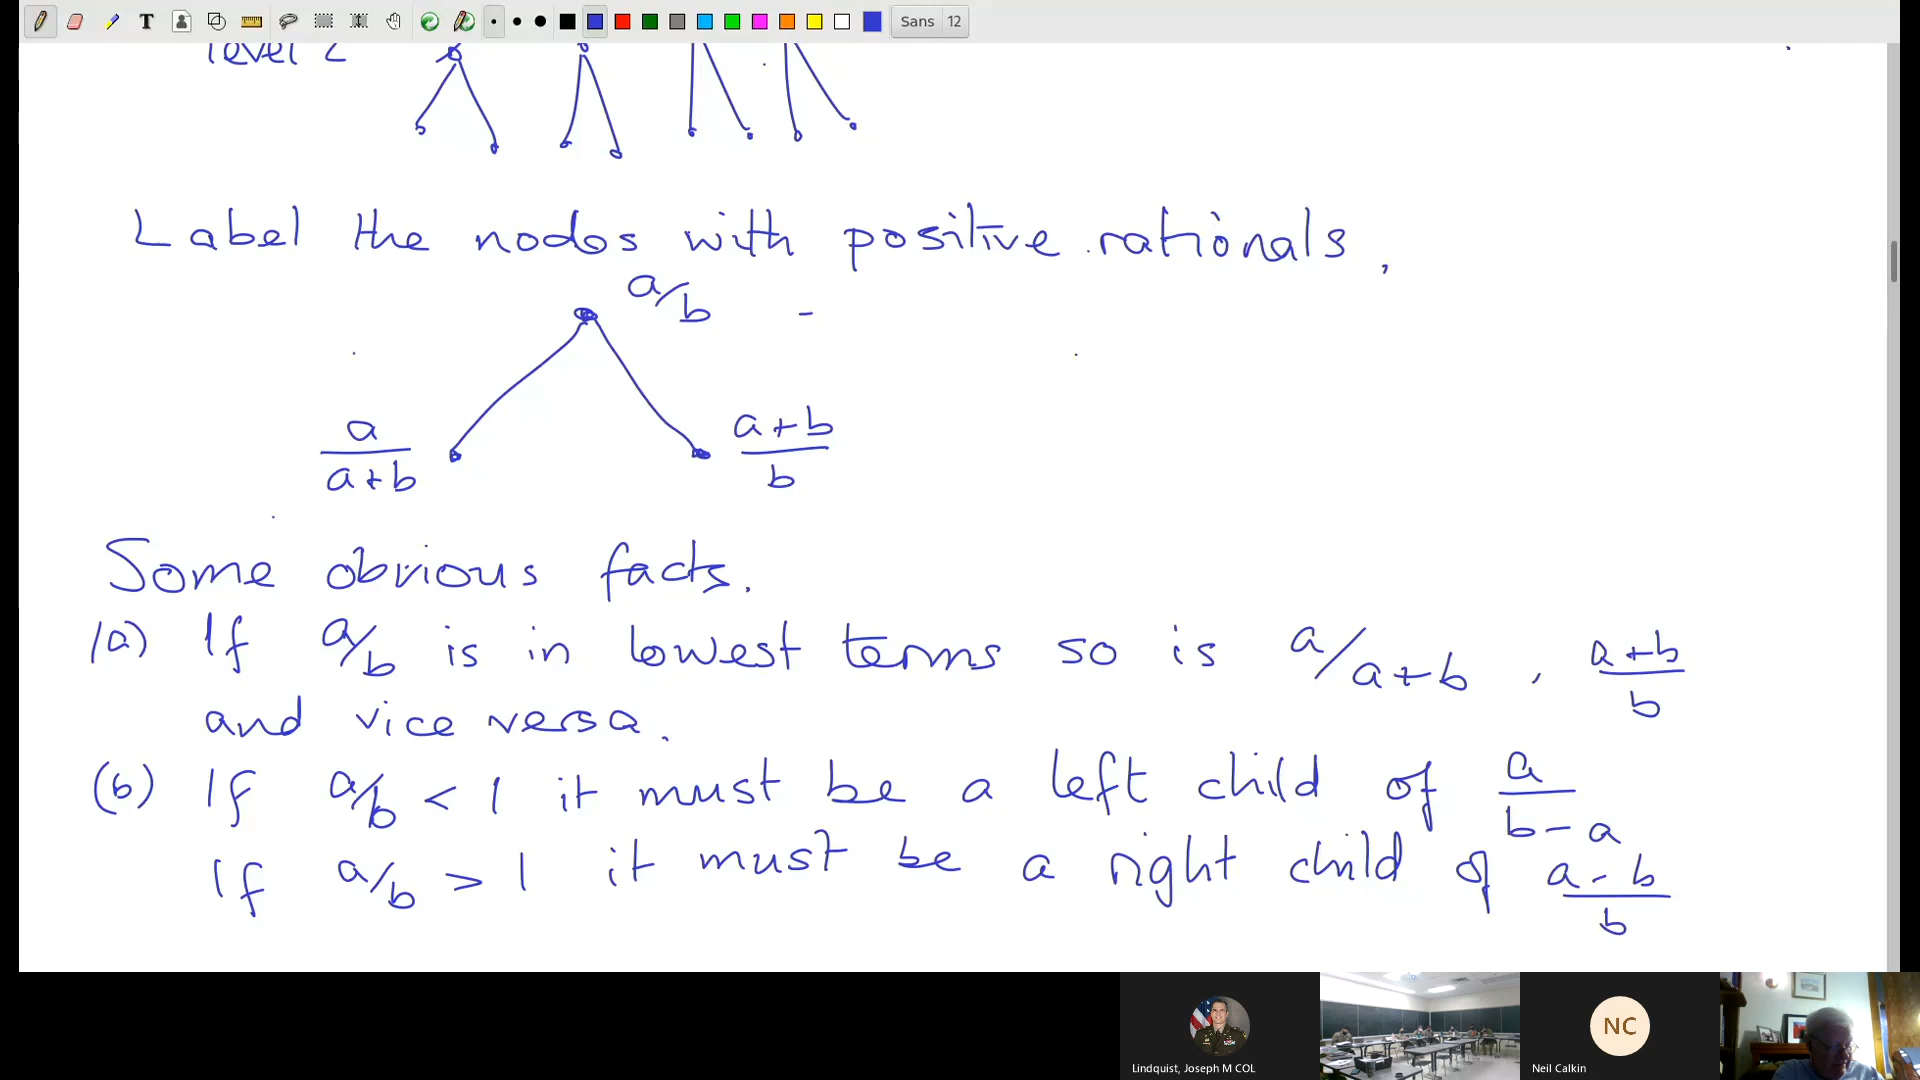 T
Sans 12
level 2
Label the nodes with positive rationals.
a/b -
a/(a+b)
(a+b)/b
Some obvious facts.
(a) If a/b is in lowest terms so is a/a+b , (a+b)/b
and vice versa.
(b) If a/b < 1 it must be a left child of a/(b-a)
If a/b > 1 it must be a right child of (a-b)/b
NC
Lindquist, Joseph M COL
Neil Calkin